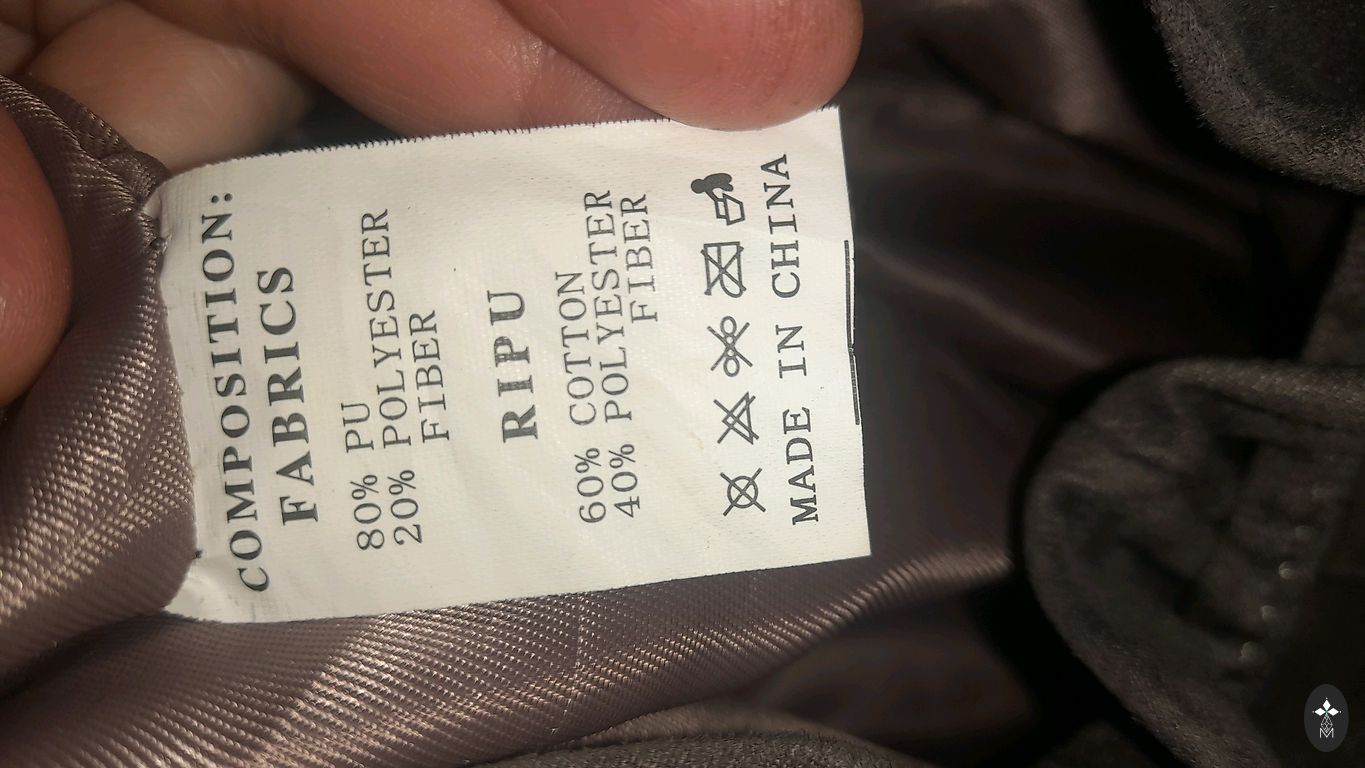 COMPOSITION:
FABRICS
80% PU
20% POLYESTER
FIBER
RIPU
60% COTTON
40% POLYESTER
FIBER
MADE IN CHINA
M